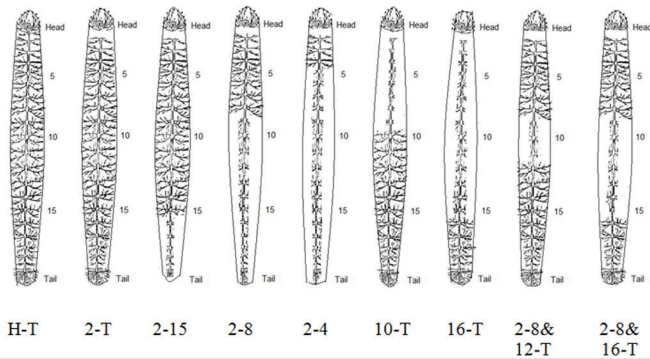 Head Head Head Head Head Head Head Head Head
5 5 5 5 5 5 5 5 5
10 10 10 10 10 10 10 10 10
15 15 15 15 15 15 15 15 15
Tail Tail Tail Tail Tail Tail Tail Tail Tail
H-T 2-T 2-15 2-8 2-4 10-T 16-T 2-8& 2-8&
12-T 16-T